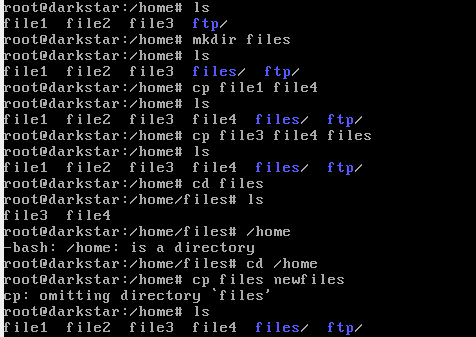 root@darkstar:/home# ls
file1  file2  file3  ftp/
root@darkstar:/home# mkdir files
root@darkstar:/home# ls
file1  file2  file3  files/  ftp/
root@darkstar:/home# cp file1 file4
root@darkstar:/home# ls
file1  file2  file3  file4  files/  ftp/
root@darkstar:/home# cp file3 file4 files
root@darkstar:/home# ls
file1  file2  file3  file4  files/  ftp/
root@darkstar:/home# cd files
root@darkstar:/home/files# ls
file3  file4
root@darkstar:/home/files# /home
-bash: /home: is a directory
root@darkstar:/home/files# cd /home
root@darkstar:/home# cp files newfiles
cp: omitting directory `files'
root@darkstar:/home# ls
file1  file2  file3  file4  files/  ftp/